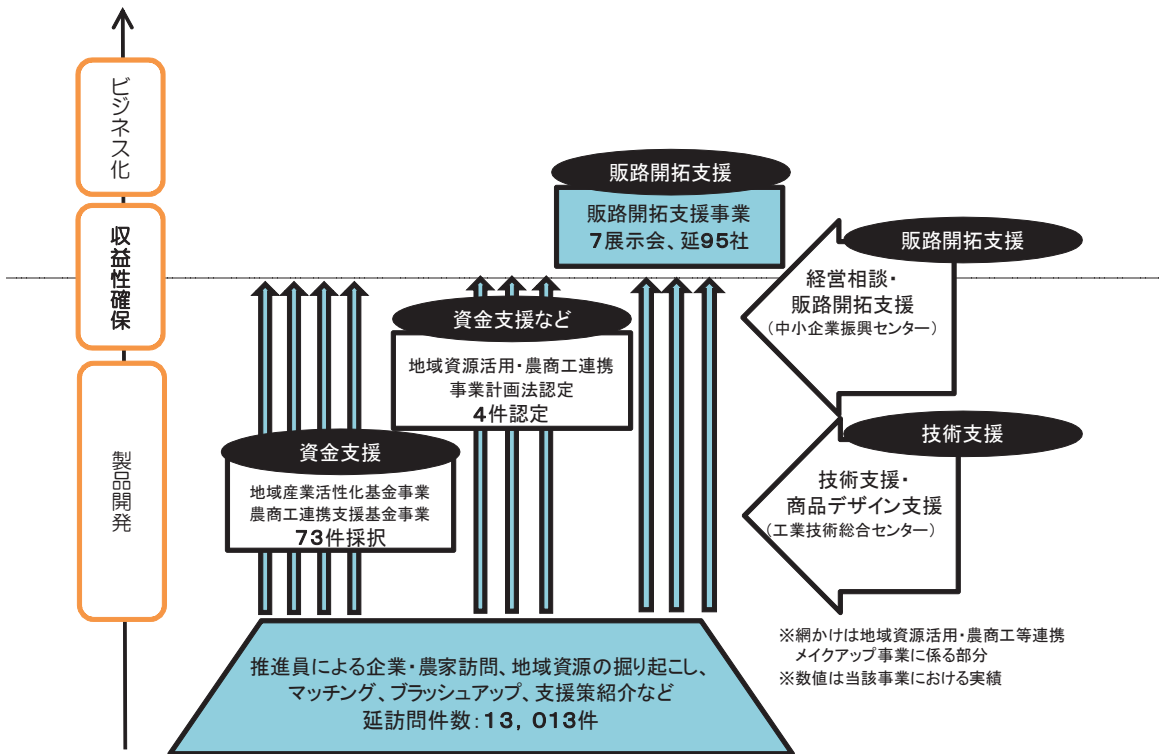 ビジネス化
収益性確保
製品開発
販路開拓支援
販路開拓支援事業
7展示会、延95社
販路開拓支援
経営相談・
販路開拓支援
（中小企業振興センター）
資金支援など
地域資源活用・農商工連携
事業計画法認定
4件認定
技術支援
技術支援・
商品デザイン支援
（工業技術総合センター）
資金支援
地域産業活性化基金事業
農商工連携支援基金事業
73件採択
推進員による企業・農家訪問、地域資源の掘り起こし、
マッチング、ブラッシュアップ、支援策紹介など
延訪問件数：13，013件
※網かけは地域資源活用・農商工等連携
メイクアップ事業に係る部分
※数値は当該事業における実績